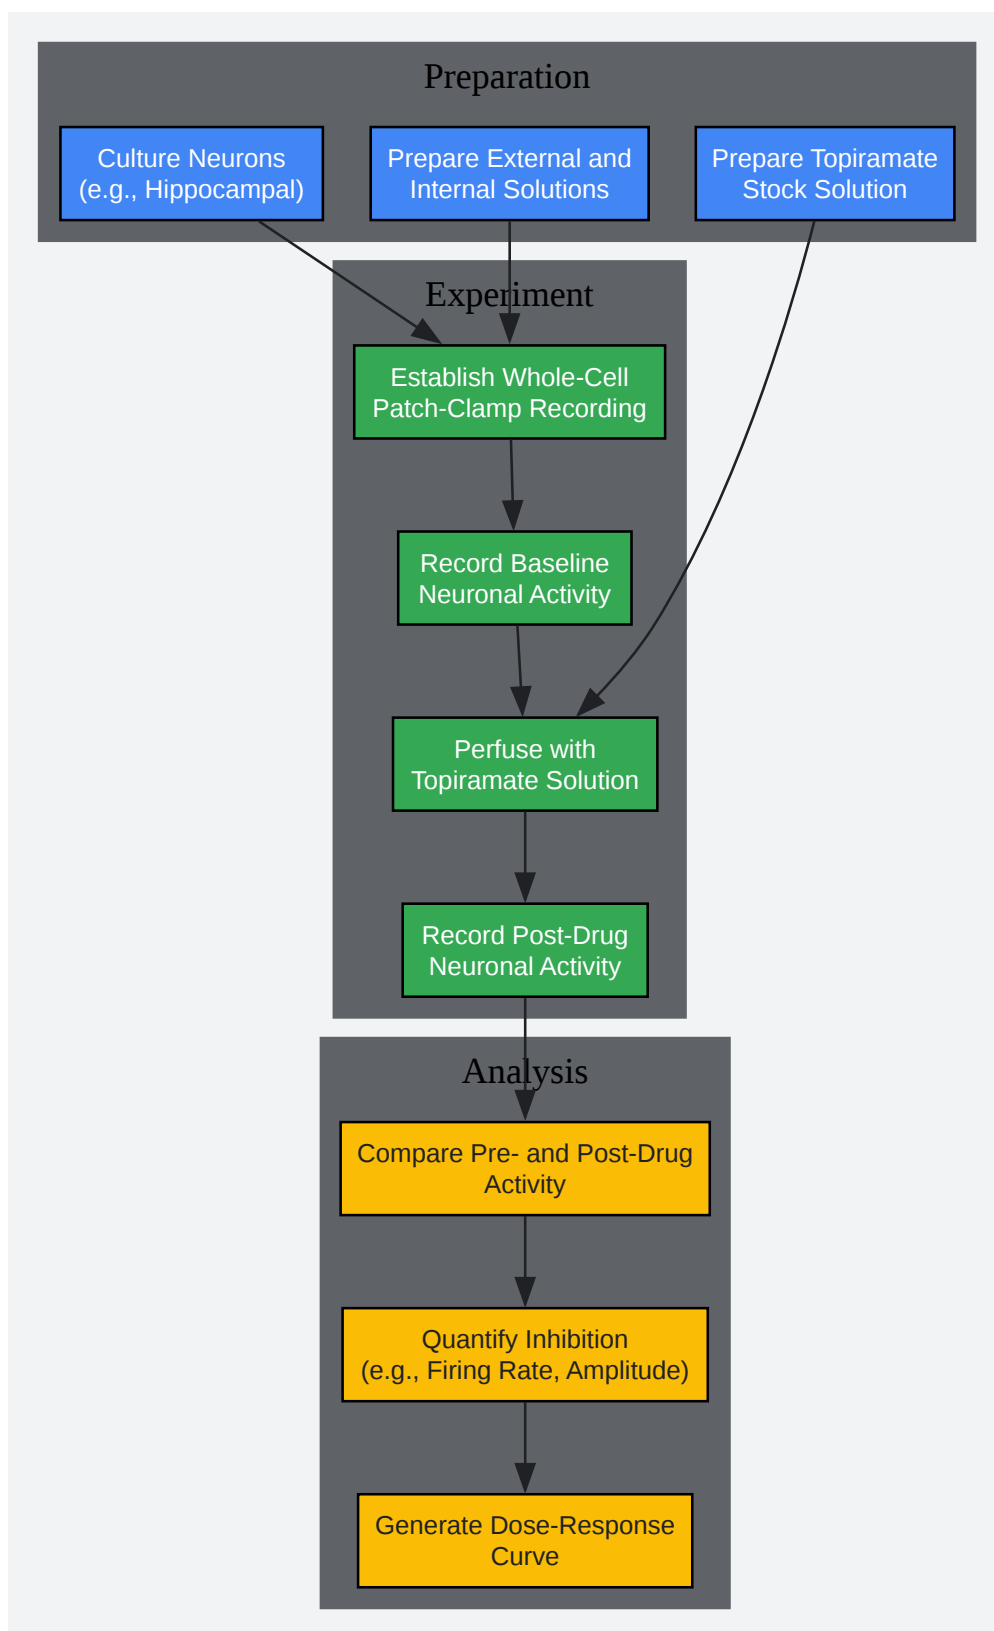 Preparation
Culture Neurons
(e.g., Hippocampal)
Prepare External and
Internal Solutions
Prepare Topiramate
Stock Solution
Experiment
Establish Whole-Cell
Patch-Clamp Recording
Record Baseline
Neuronal Activity
Perfuse with
Topiramate Solution
Record Post-Drug
Neuronal Activity
Analysis
Compare Pre- and Post-Drug
Activity
Quantify Inhibition
(e.g., Firing Rate, Amplitude)
Generate Dose-Response
Curve